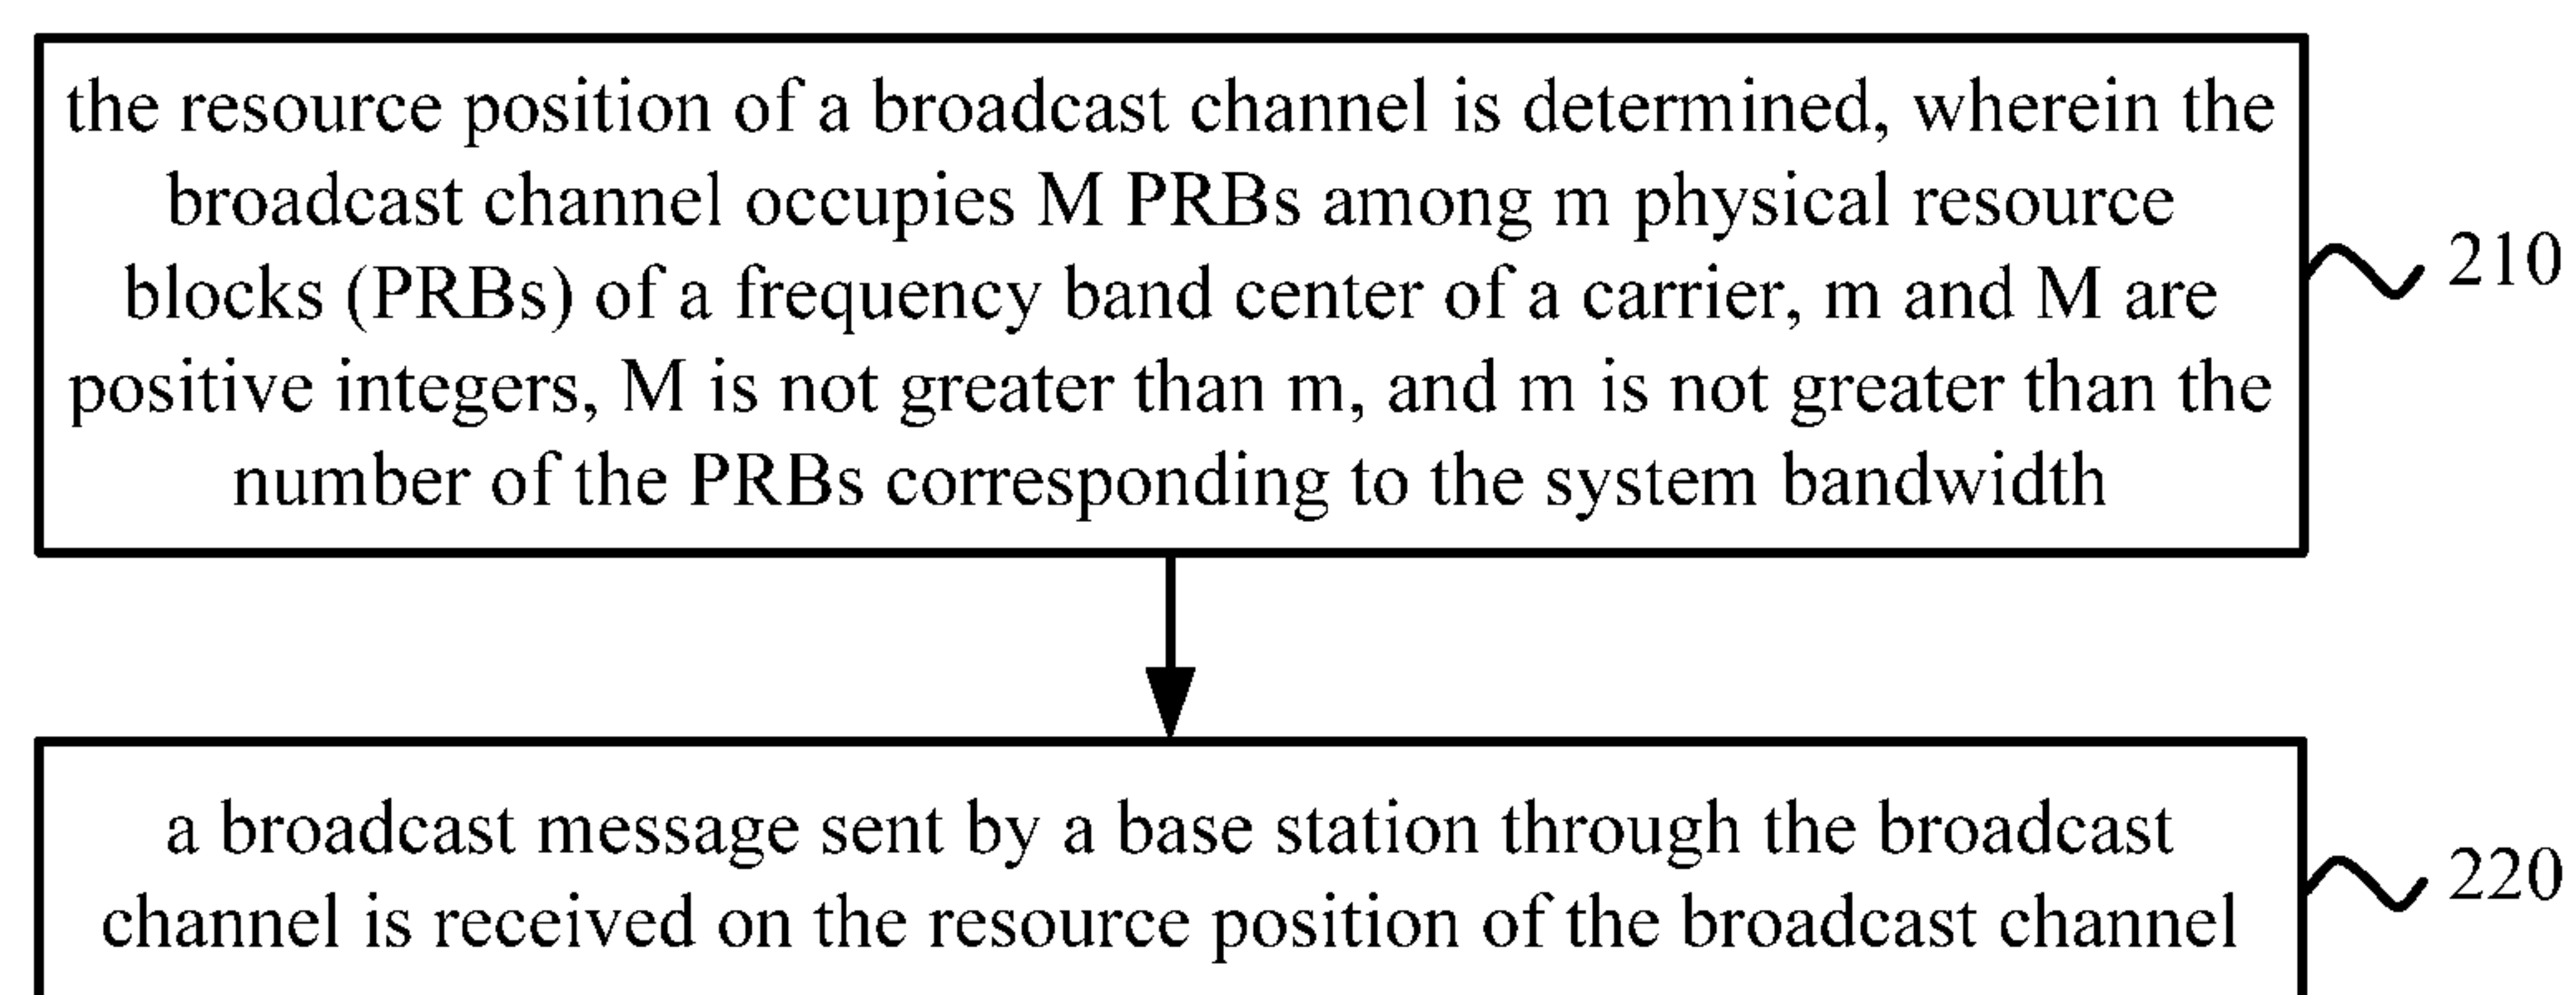 the resource position of a broadcast channel is determined, wherein the
broadcast channel occupies M PRBs among m physical resource
blocks (PRBs) of a frequency band center of a carrier, m and M are
positive integers, M is not greater than m, and m is not greater than the
number of the PRBs corresponding to the system bandwidth
210
a broadcast message sent by a base station through the broadcast
channel is received on the resource position of the broadcast channel
220